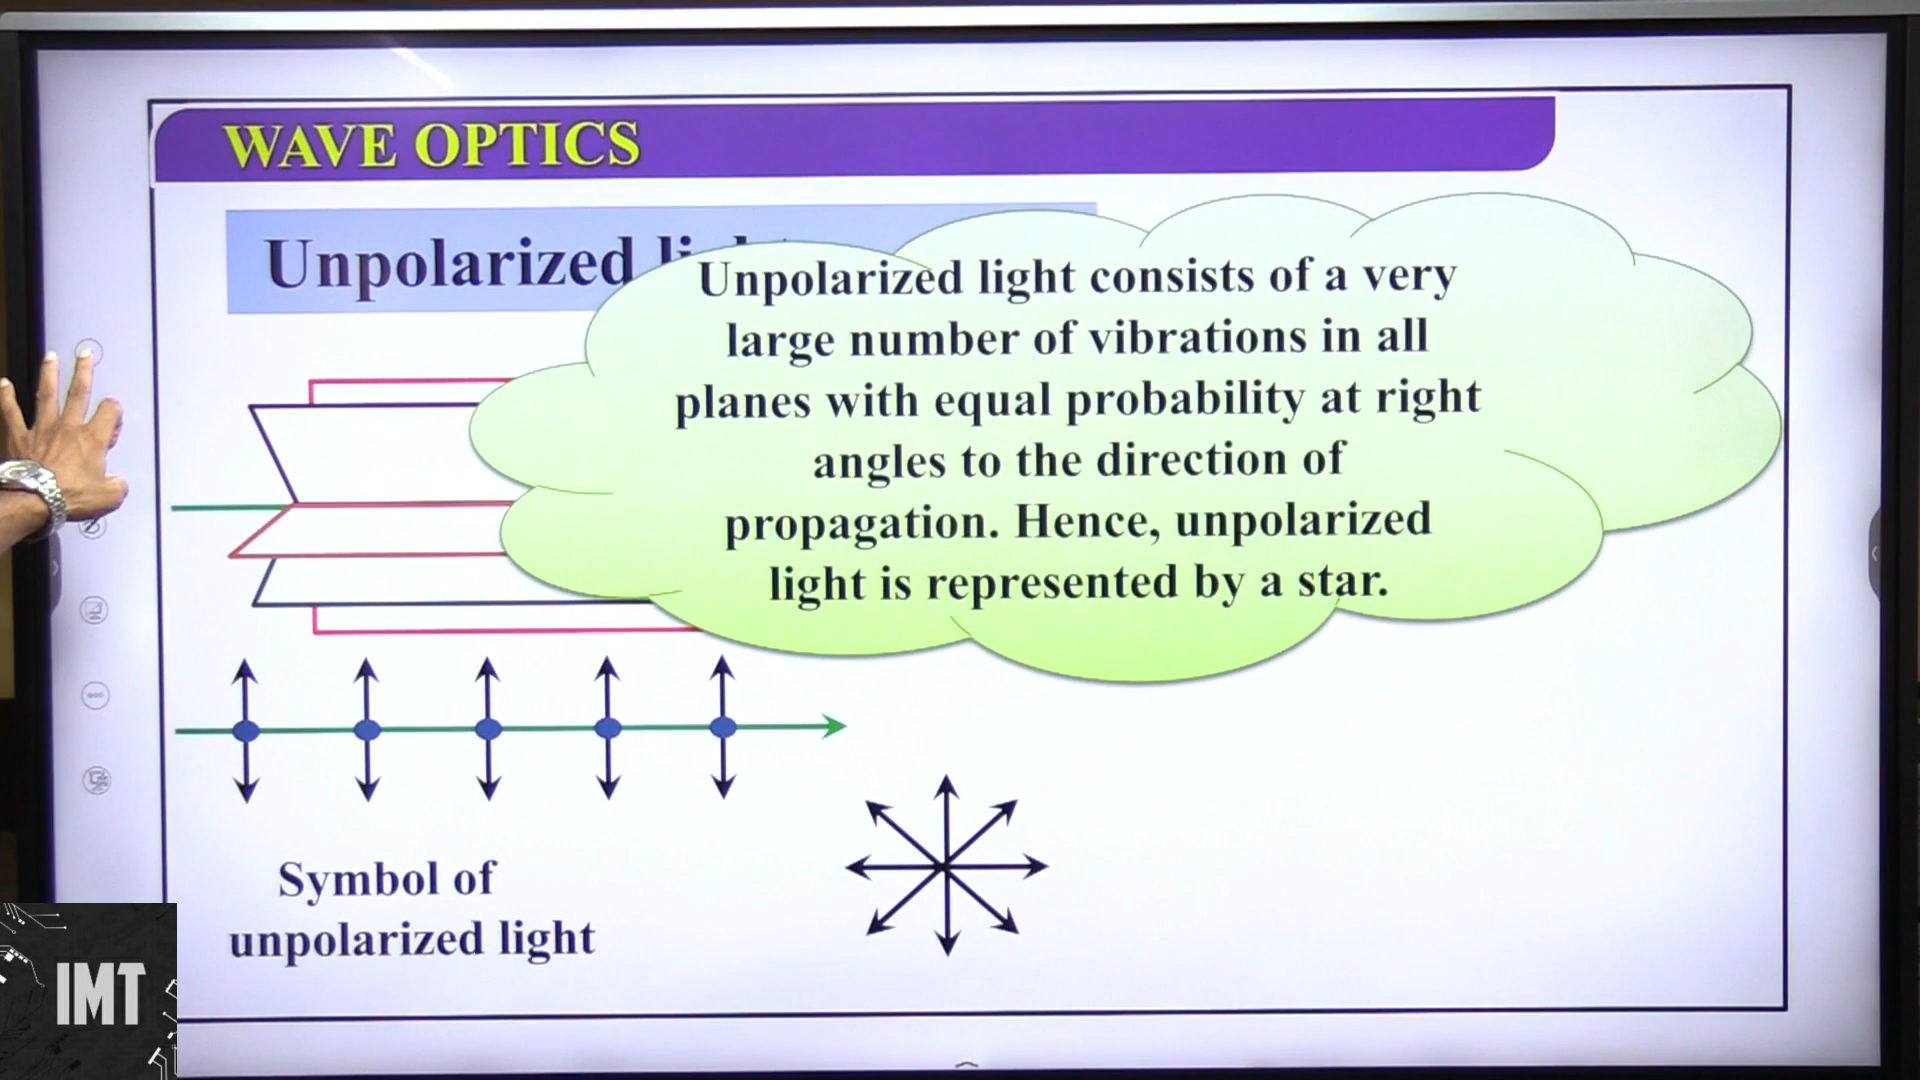 WAVE OPTICS
Unpolarized
Unpolarized light consists of a very
large number of vibrations in all
planes with equal probability at right
angles to the direction of
propagation. Hence, unpolarized
light is represented by a star.
Symbol of
unpolarized light
IMT